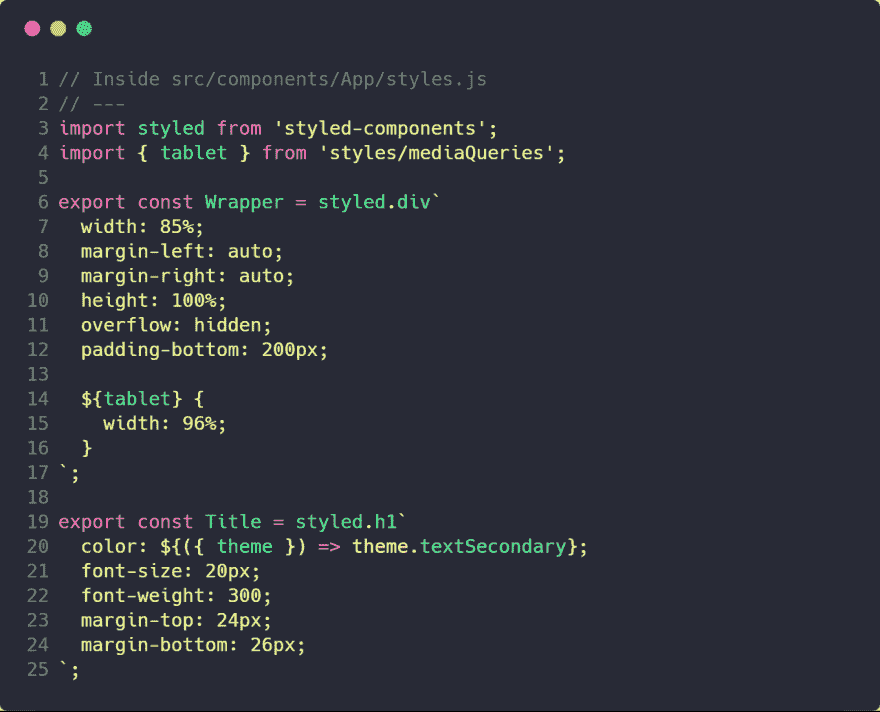 1 // Inside src/components/App/styles.js
2 // ---
3 import styled from 'styled-components';
4 import { tablet } from 'styles/mediaQueries';
5
6 export const Wrapper = styled.div`
7   width: 85%;
8   margin-left: auto;
9   margin-right: auto;
10   height: 100%;
11   overflow: hidden;
12   padding-bottom: 200px;
13
14   ${tablet} {
15     width: 96%;
16   }
17 `;
18
19 export const Title = styled.h1`
20   color: ${({ theme }) => theme.textSecondary};
21   font-size: 20px;
22   font-weight: 300;
23   margin-top: 24px;
24   margin-bottom: 26px;
25 `;